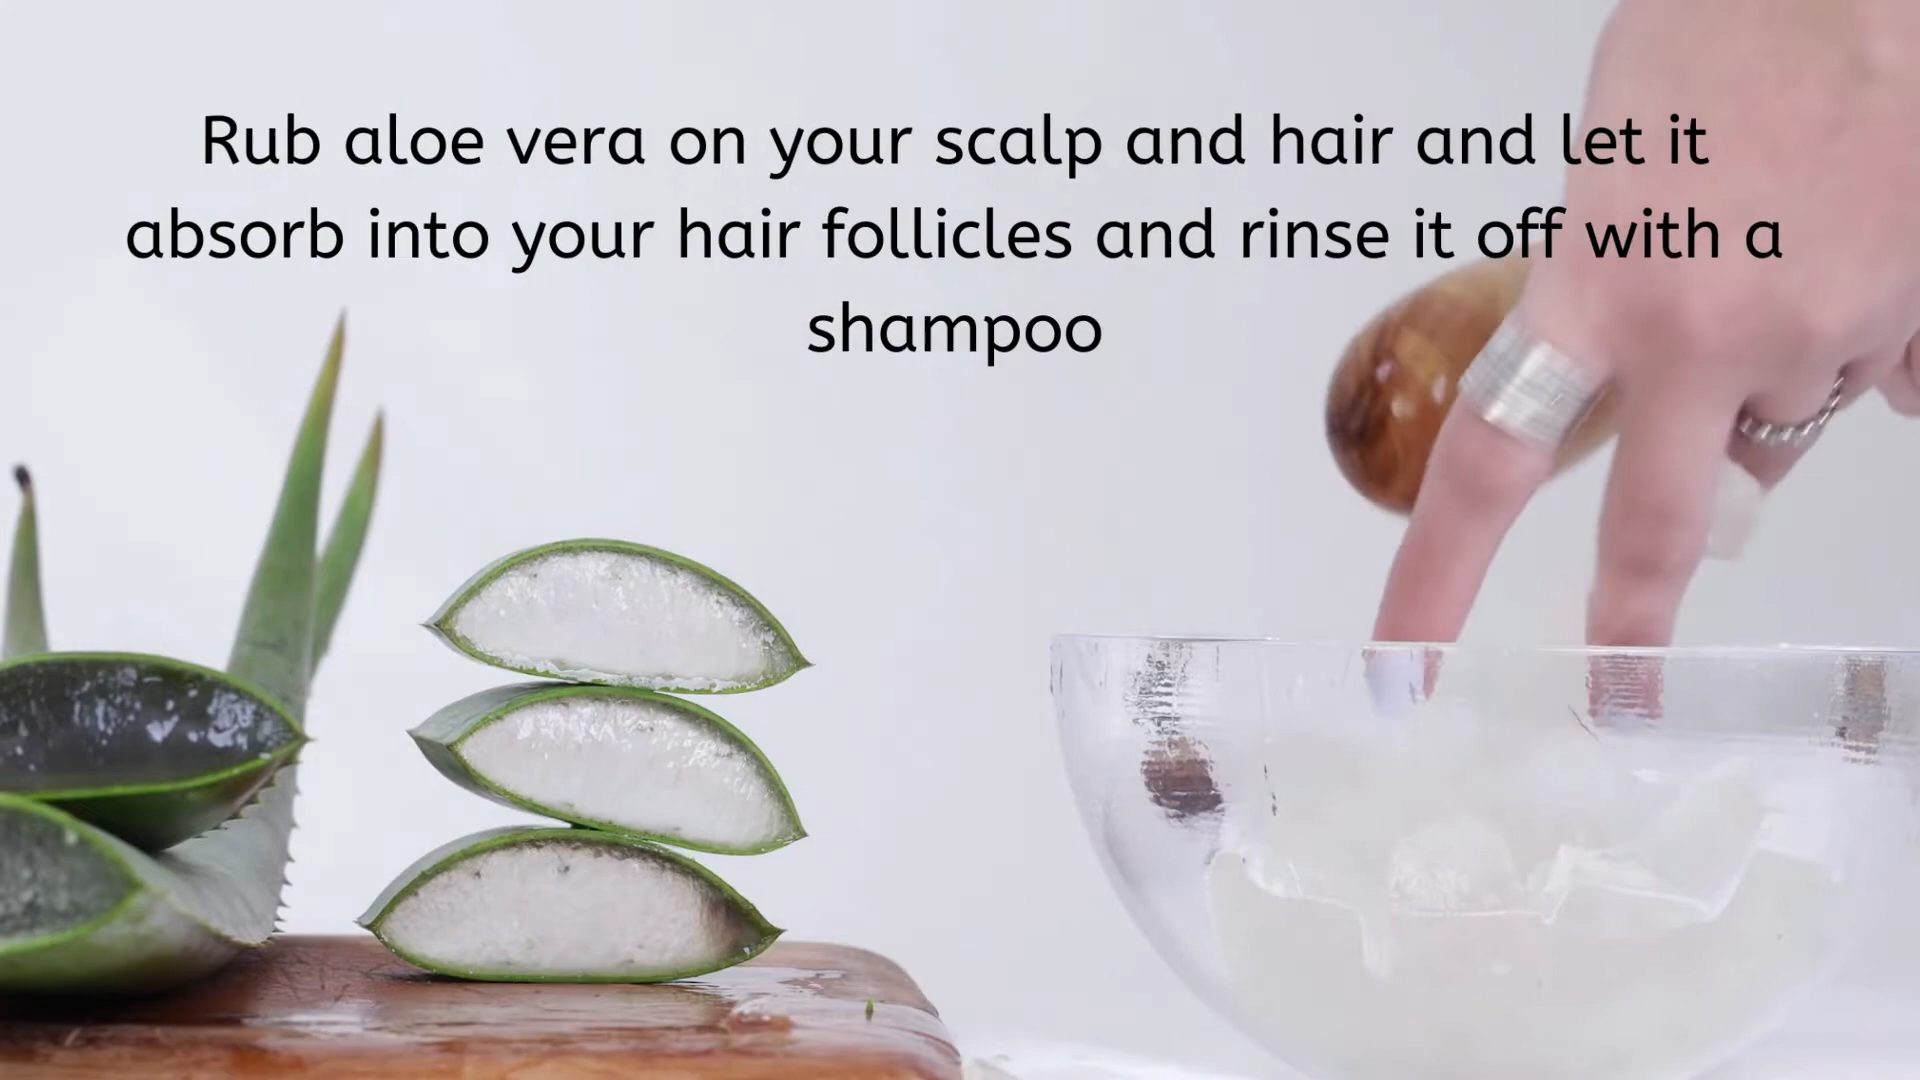 Rub aloe vera on your scalp and hair and let it
absorb into your hair follicles and rinse it off with a
shampoo